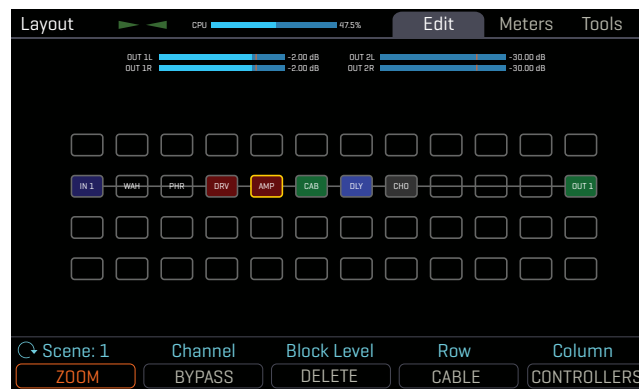 Layout CPU 47.5% Edit Meters Tools
OUT 1L -2.00 dB OUT 2L -30.00 dB
OUT 1R -2.00 dB OUT 2R -30.00 dB
IN 1 WAH PHR DRV AMP CAB DLY CHO OUT 1
Scene: 1 Channel Block Level Row Column
ZOOM BYPASS DELETE CABLE CONTROLLERS